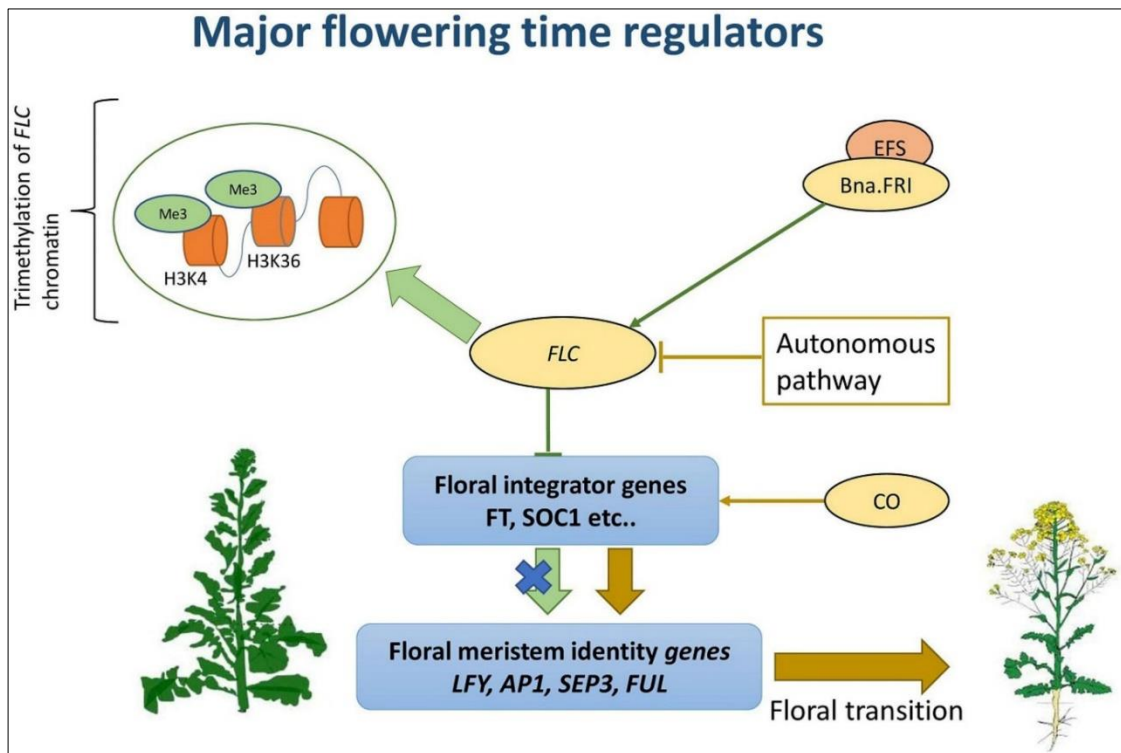 Major flowering time regulators
Trimethylation of FLC
chromatin
Me3
Me3
H3K4
H3K36
EFS
Bna.FRI
FLC
Autonomous
pathway
Floral integrator genes
FT, SOC1 etc..
CO
Floral meristem identity genes
LFY, AP1, SEP3, FUL
Floral transition